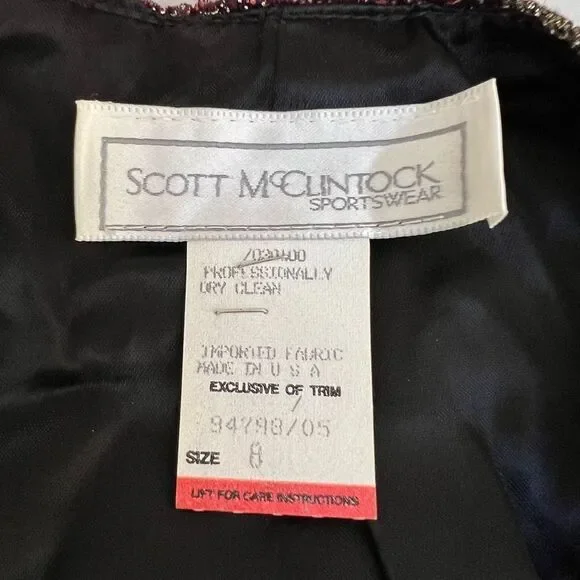 SCOTT McCLINTOCK
SPORTSWEAR
PROFESSIONALLY
DRY CLEAN
IMPORTED FABRIC
MADE IN U S A
EXCLUSIVE OF TRIM
94798/05
SIZE 8
LIFT FOR CARE INSTRUCTIONS